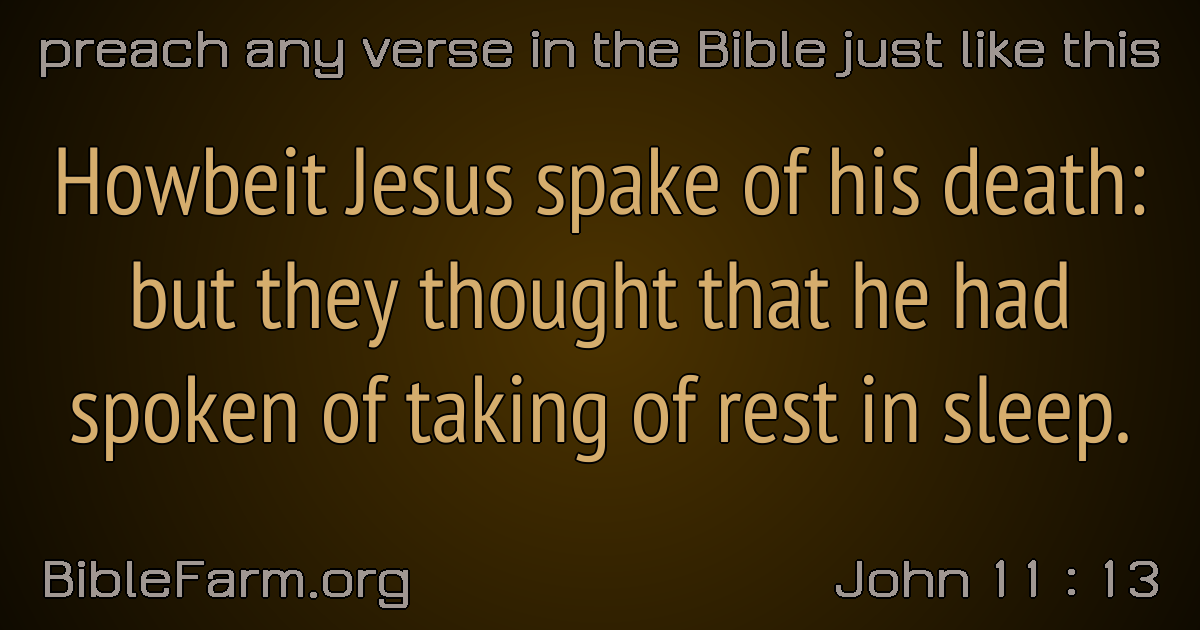 preach any verse in the Bible just like this
Howbeit Jesus spake of his death:
but they thought that he had
spoken of taking of rest in sleep.
BibleFarm.org
John 11 : 13